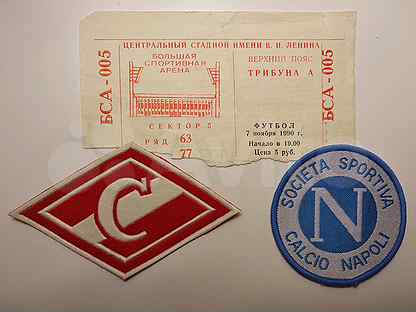 БСА-005
ЦЕНТРАЛЬНЫЙ СТАДИОН ИМЕНИ В. И. ЛЕНИНА
БОЛЬШАЯ
СПОРТИВНАЯ
АРЕНА
ВЕРХНИЙ ПОЯС
ТРИБУНА А
БСА-005
СЕКТОР 5
РЯД 63
77
ФУТБОЛ
7 ноября 1990 г.
Начало в 19.00
Цена 5 руб.
С
SOCIETA SPORTIVA
N
CALCIO NAPOLI